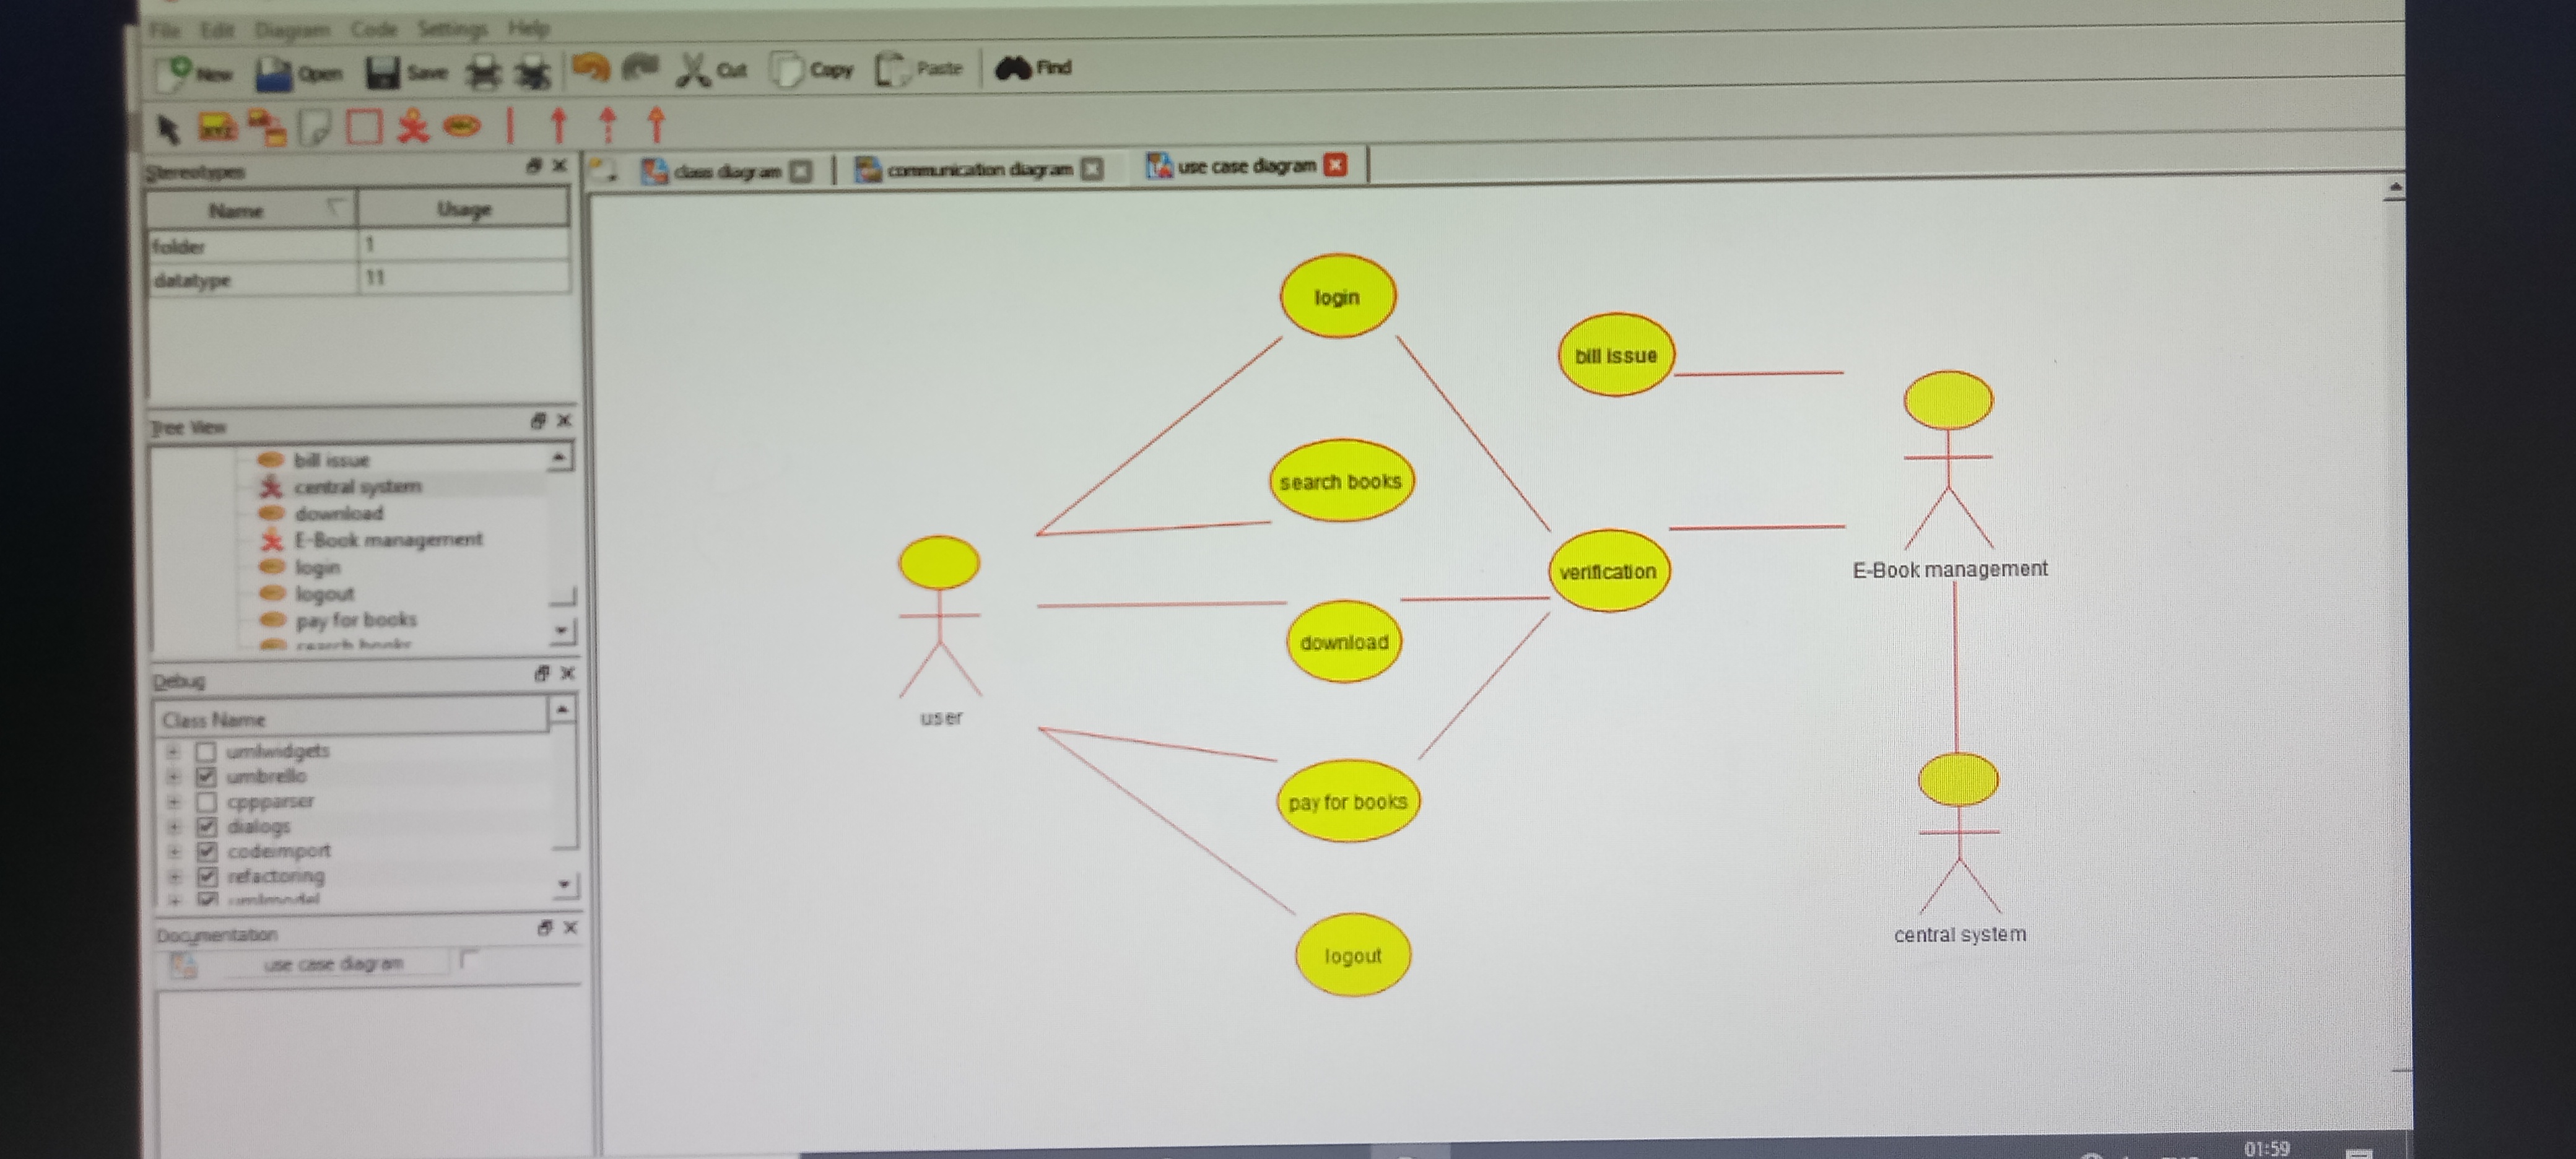 File Edit Diagram Code Settings Help
New Open Save Cut Copy Paste Find
class diagram communication diagram use case diagram
Stereotypes
Name Usage
folder 1
datatype 11
Tree View
bill issue
central system
download
E-Book management
login
logout
pay for books
search books
Debug
Class Name
umlwidgets
umbrello
cppparser
dialogs
codeimport
refactoring
umlmodel
Documentation
use case diagram
login
bill issue
search books
verification
E-Book management
download
user
pay for books
central system
logout
01:59